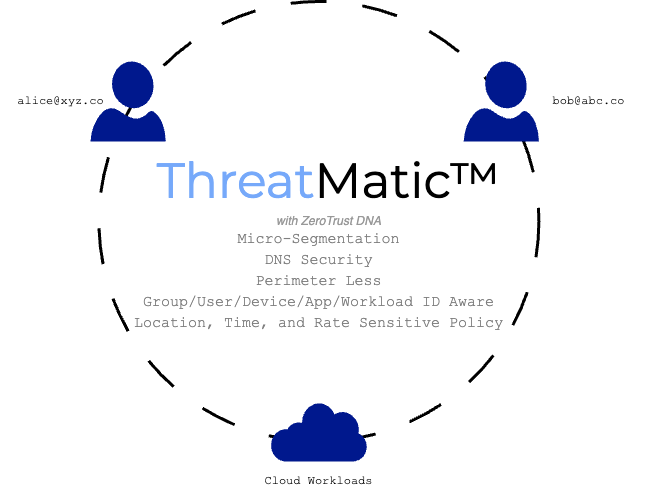 alice@xyz.co
bob@abc.co
ThreatMatic™
with ZeroTrust DNA
Micro-Segmentation
DNS Security
Perimeter Less
Group/User/Device/App/Workload ID Aware
Location, Time, and Rate Sensitive Policy
Cloud Workloads